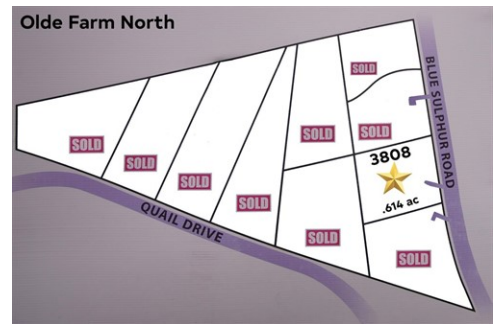 Olde Farm North
SOLD
BLUE SULPHUR ROAD
SOLD
SOLD
SOLD
3808
SOLD
.614 ac
SOLD
SOLD
QUAIL DRIVE
SOLD
SOLD